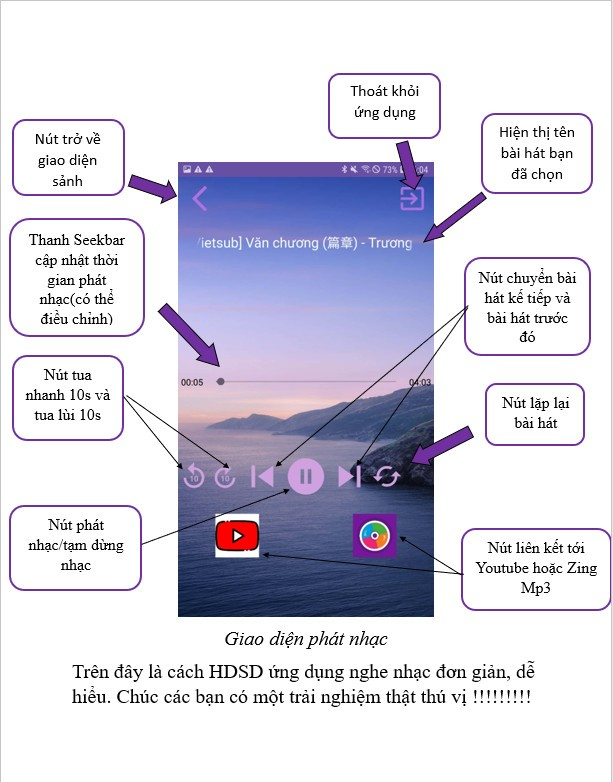 Thoát khỏi
ứng dụng
Hiện thị tên
bài hát bạn
đã chọn
Nút trở về
giao diện
sảnh
73%
:04
/ietsub] Văn chương (篇章) - Trương
Thanh Seekbar
cập nhật thời
gian phát
nhạc(có thể
điều chỉnh)
Nút chuyển bài
hát kế tiếp và
bài hát trước
đó
00:05
04:03
Nút tua
nhanh 10s và
tua lùi 10s
Nút lặp lại
bài hát
10
10
Nút phát
nhạc/tạm dừng
nhạc
Nút liên kết tới
Youtube hoặc Zing
Mp3
Giao diện phát nhạc
Trên đây là cách HDSD ứng dụng nghe nhạc đơn giản, dễ
hiểu. Chúc các bạn có một trải nghiệm thật thú vị !!!!!!!!!